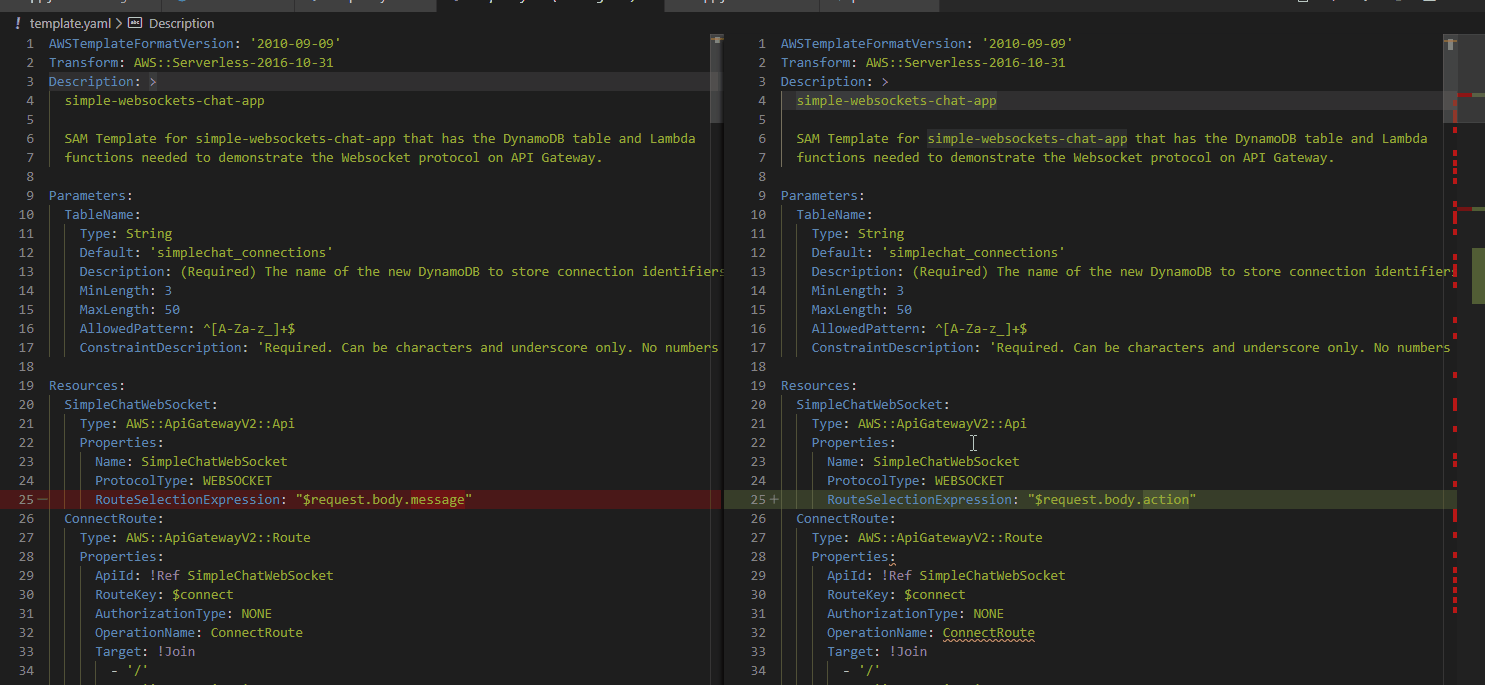 ! template.yaml > abc Description
1 AWSTemplateFormatVersion: '2010-09-09'
2 Transform: AWS::Serverless-2016-10-31
3 Description: >
4 simple-websockets-chat-app
5
6 SAM Template for simple-websockets-chat-app that has the DynamoDB table and Lambda
7 functions needed to demonstrate the Websocket protocol on API Gateway.
8
9 Parameters:
10 TableName:
11 Type: String
12 Default: 'simplechat_connections'
13 Description: (Required) The name of the new DynamoDB to store connection identifiers
14 MinLength: 3
15 MaxLength: 50
16 AllowedPattern: ^[A-Za-z_]+$
17 ConstraintDescription: 'Required. Can be characters and underscore only. No numbers
18
19 Resources:
20 SimpleChatWebSocket:
21 Type: AWS::ApiGatewayV2::Api
22 Properties:
23 Name: SimpleChatWebSocket
24 ProtocolType: WEBSOCKET
25 — RouteSelectionExpression: "$request.body.message"
26 ConnectRoute:
27 Type: AWS::ApiGatewayV2::Route
28 Properties:
29 ApiId: !Ref SimpleChatWebSocket
30 RouteKey: $connect
31 AuthorizationType: NONE
32 OperationName: ConnectRoute
33 Target: !Join
34 - '/'
1 AWSTemplateFormatVersion: '2010-09-09'
2 Transform: AWS::Serverless-2016-10-31
3 Description: >
4 simple-websockets-chat-app
5
6 SAM Template for simple-websockets-chat-app that has the DynamoDB table and Lambda
7 functions needed to demonstrate the Websocket protocol on API Gateway.
8
9 Parameters:
10 TableName:
11 Type: String
12 Default: 'simplechat_connections'
13 Description: (Required) The name of the new DynamoDB to store connection identifiers
14 MinLength: 3
15 MaxLength: 50
16 AllowedPattern: ^[A-Za-z_]+$
17 ConstraintDescription: 'Required. Can be characters and underscore only. No numbers
18
19 Resources:
20 SimpleChatWebSocket:
21 Type: AWS::ApiGatewayV2::Api
22 Properties:
23 Name: SimpleChatWebSocket
24 ProtocolType: WEBSOCKET
25 + RouteSelectionExpression: "$request.body.action"
26 ConnectRoute:
27 Type: AWS::ApiGatewayV2::Route
28 Properties:
29 ApiId: !Ref SimpleChatWebSocket
30 RouteKey: $connect
31 AuthorizationType: NONE
32 OperationName: ConnectRoute
33 Target: !Join
34 - '/'